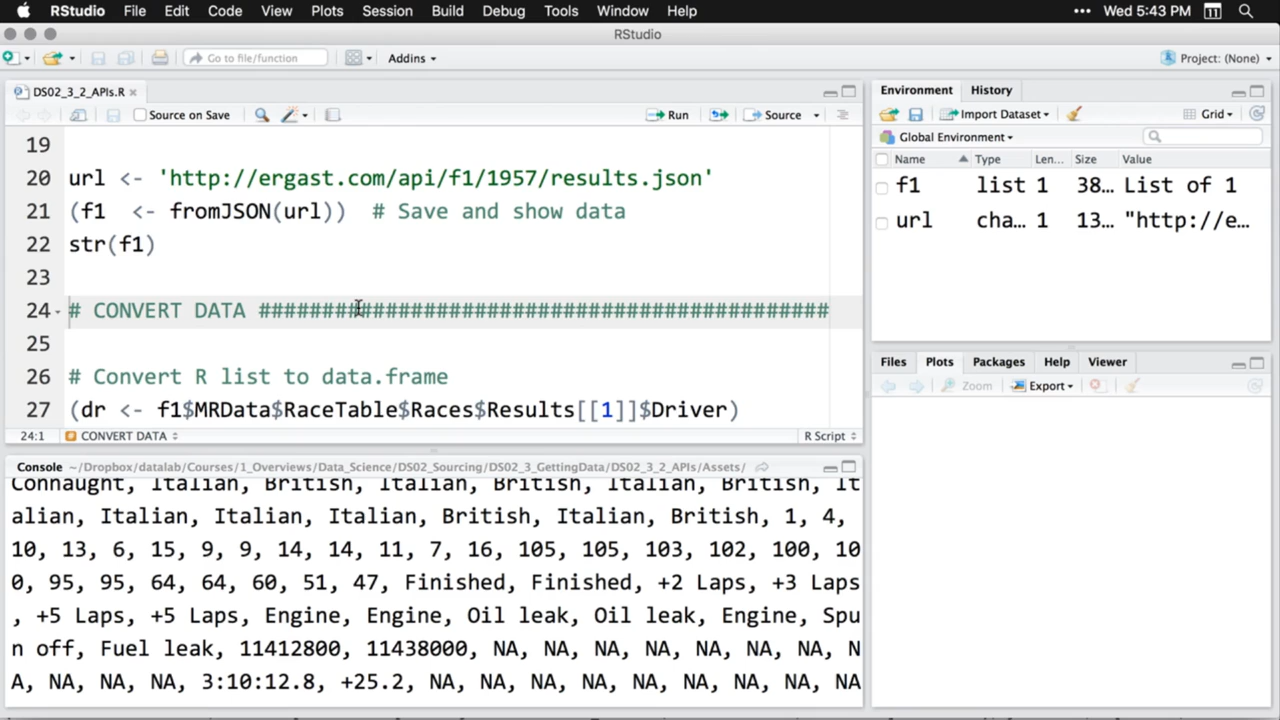 RStudio File Edit Code View Plots Session Build Debug Tools Window Help ••• Wed 5:43 PM 11
RStudio
Go to file/function Addins Project: (None)
DS02_3_2_APIs.R
Source on Save Run Source
19
20 url <- 'http://ergast.com/api/f1/1957/results.json'
21 (f1  <- fromJSON(url))  # Save and show data
22 str(f1)
23
24 # CONVERT DATA #############################################
25
26 # Convert R list to data.frame
27 (dr <- f1$MRData$RaceTable$Races$Results[[1]]$Driver)
24:1 CONVERT DATA R Script
Console ~/Dropbox/datalab/Courses/1_Overviews/Data_Science/DS02_Sourcing/DS02_3_GettingData/DS02_3_2_APIs/Assets/
Connaught, Italian, British, Italian, British, Italian, British, It
alian, Italian, Italian, Italian, British, Italian, British, 1, 4,
10, 13, 6, 15, 9, 9, 14, 14, 11, 7, 16, 105, 105, 103, 102, 100, 10
0, 95, 95, 64, 64, 60, 51, 47, Finished, Finished, +2 Laps, +3 Laps
, +5 Laps, +5 Laps, Engine, Engine, Oil leak, Oil leak, Engine, Spu
n off, Fuel leak, 11412800, 11438000, NA, NA, NA, NA, NA, NA, NA, N
A, NA, NA, NA, 3:10:12.8, +25.2, NA, NA, NA, NA, NA, NA, NA, NA, NA
Environment History
Import Dataset Grid
Global Environment
Name Type Len... Size Value
f1 list 1 38... List of 1
url cha... 1 13... "http://e...
Files Plots Packages Help Viewer
Zoom Export